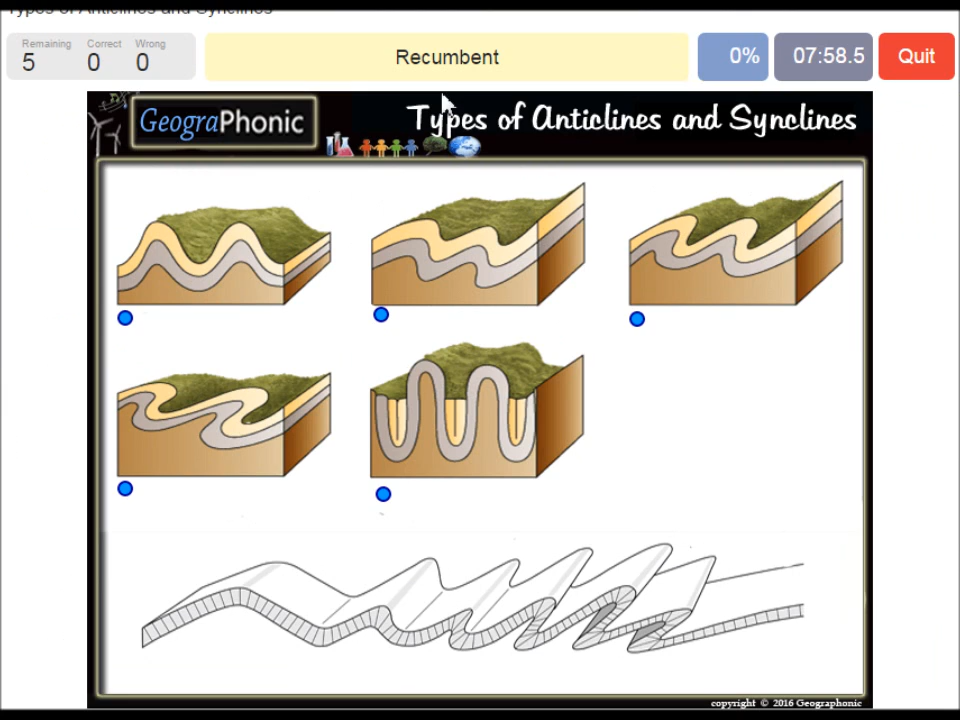 Types of Anticlines and Synclines
Remaining Correct Wrong
5 0 0
Recumbent
0%
07:58.5
Quit
GeograPhonic
Types of Anticlines and Synclines
copyright © 2016 Geographonic